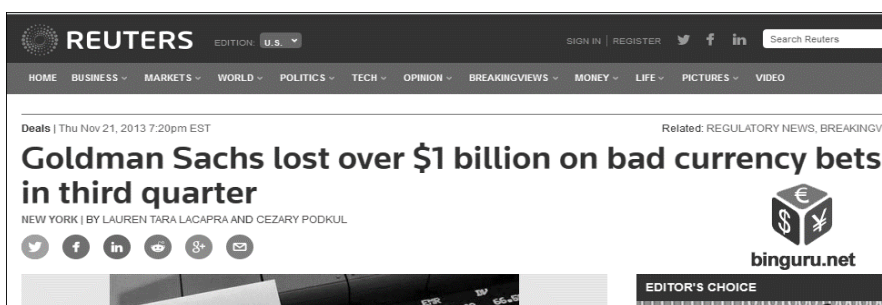 REUTERS EDITION: U.S. SIGN IN | REGISTER Search Reuters
HOME BUSINESS MARKETS WORLD POLITICS TECH OPINION BREAKINGVIEWS MONEY LIFE PICTURES VIDEO
Deals | Thu Nov 21, 2013 7:20pm EST Related: REGULATORY NEWS, BREAKINGV
Goldman Sachs lost over $1 billion on bad currency bets
in third quarter
NEW YORK | BY LAUREN TARA LACAPRA AND CEZARY PODKUL
€ $ ¥
binguru.net
EDITOR'S CHOICE
EMR